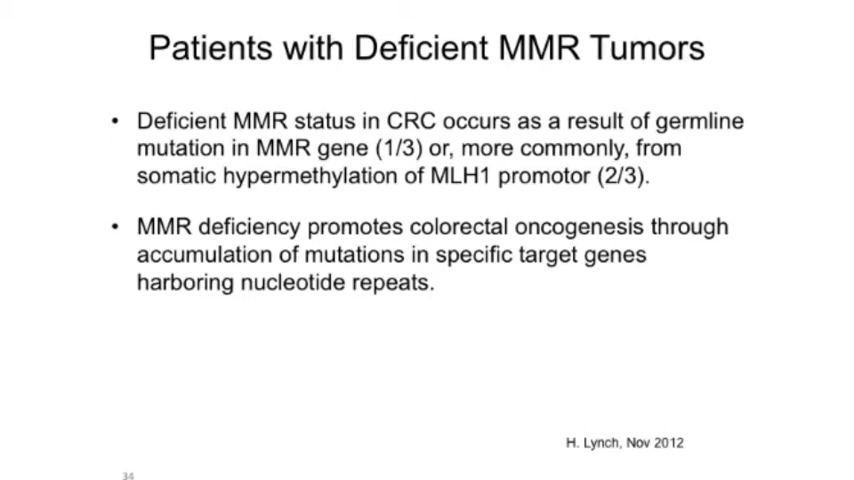 Patients with Deficient MMR Tumors
• Deficient MMR status in CRC occurs as a result of germline
mutation in MMR gene (1/3) or, more commonly, from
somatic hypermethylation of MLH1 promotor (2/3).
• MMR deficiency promotes colorectal oncogenesis through
accumulation of mutations in specific target genes
harboring nucleotide repeats.
H. Lynch, Nov 2012
34